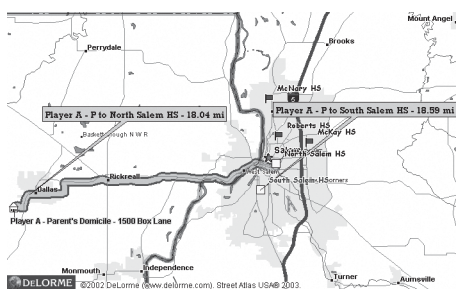 Mount Angel
Perrydale
Brooks
McNary HS
Player A - P to North Salem HS - 18.04 mi
Player A - P to South Salem HS - 18.59 mi
Roberts HS
McKay HS
North Salem HS
West Salem
South Salem HS
Rickreall
Dallas
Player A - Parent's Domicile - 1500 Box Lane
Monmouth
Independence
Turner
Aumsville
DELORME
©2002 DeLorme (www.delorme.com). Street Atlas USA® 2003.